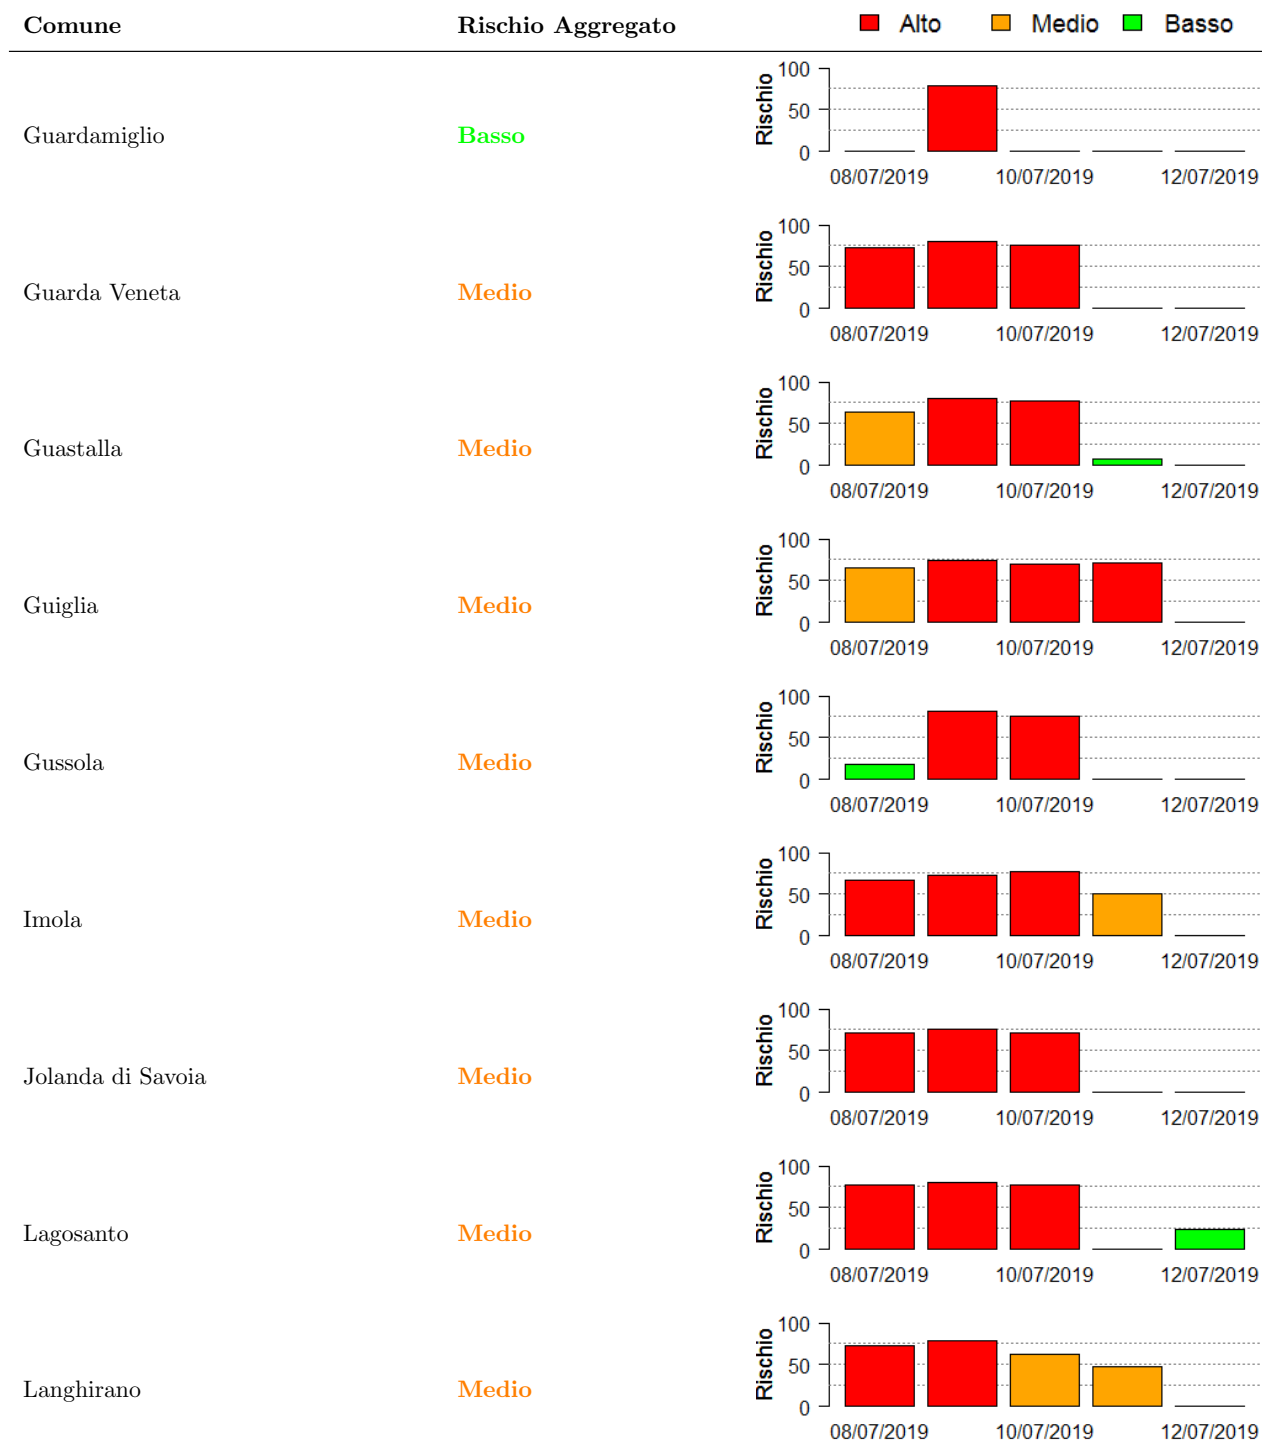 Comune Rischio Aggregato Alto Medio Basso
Guardamiglio Basso Rischio 100 50 0
08/07/2019 10/07/2019 12/07/2019
Guarda Veneta Medio Rischio 100 50 0
08/07/2019 10/07/2019 12/07/2019
Guastalla Medio Rischio 100 50 0
08/07/2019 10/07/2019 12/07/2019
Guiglia Medio Rischio 100 50 0
08/07/2019 10/07/2019 12/07/2019
Gussola Medio Rischio 100 50 0
08/07/2019 10/07/2019 12/07/2019
Imola Medio Rischio 100 50 0
08/07/2019 10/07/2019 12/07/2019
Jolanda di Savoia Medio Rischio 100 50 0
08/07/2019 10/07/2019 12/07/2019
Lagosanto Medio Rischio 100 50 0
08/07/2019 10/07/2019 12/07/2019
Langhirano Medio Rischio 100 50 0
08/07/2019 10/07/2019 12/07/2019